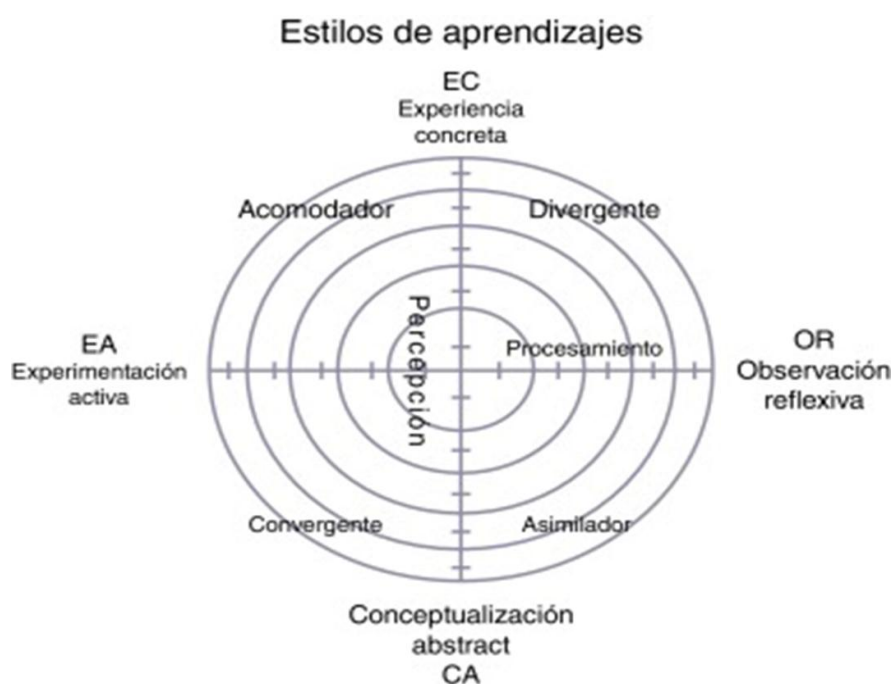 Estilos de aprendizajes
EC
Experiencia
concreta
Acomodador
Divergente
Percepción
Procesamiento
EA
Experimentación
activa
OR
Observación
reflexiva
Convergente
Asimilador
Conceptualización
abstract
CA